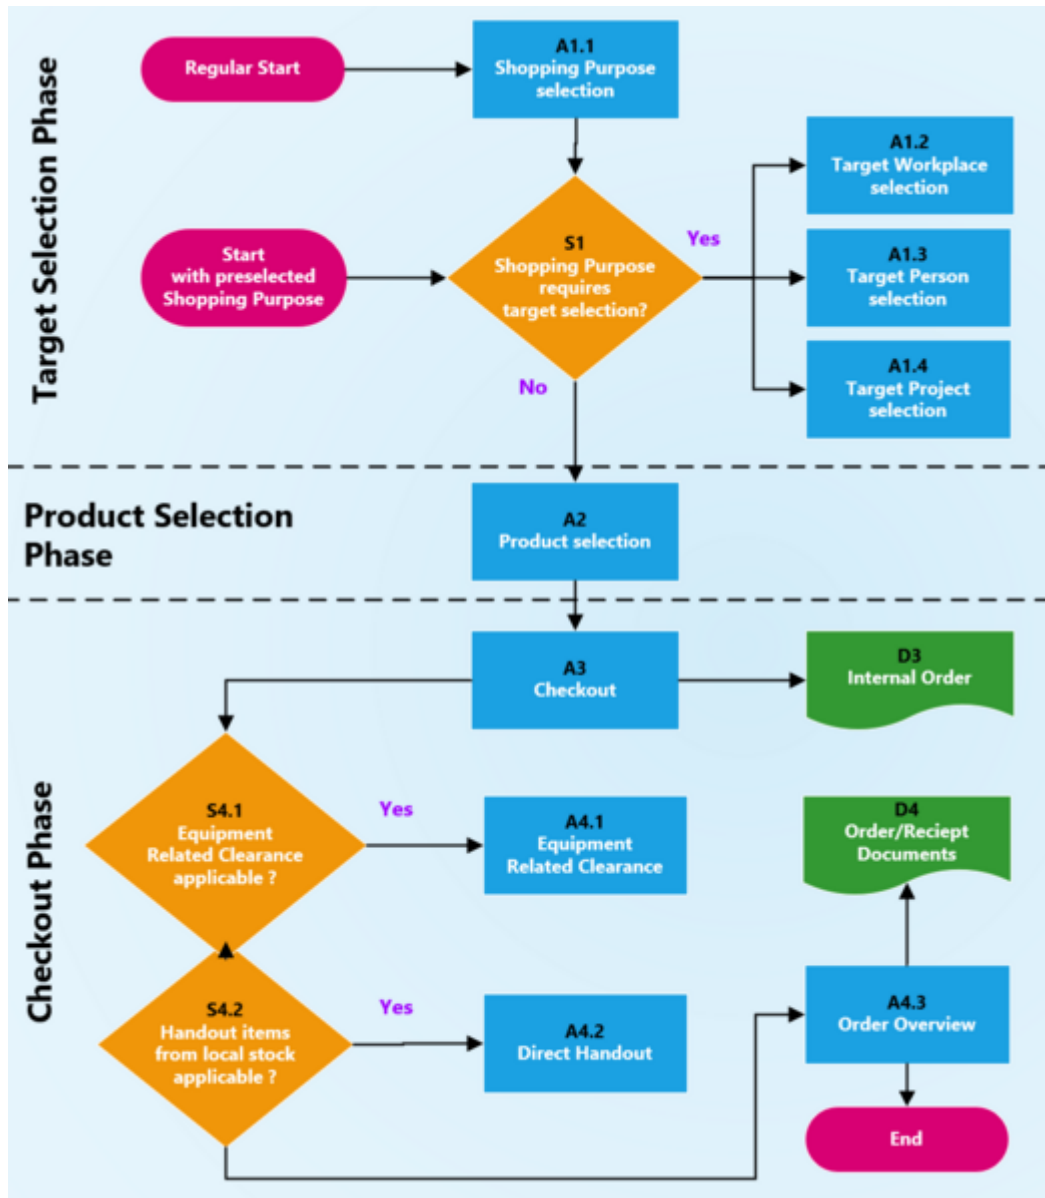 Target Selection Phase
Regular Start
A1.1
Shopping Purpose
selection
Start
with preselected
Shopping Purpose
S1
Shopping Purpose
requires
target selection?
Yes
No
A1.2
Target Workplace
selection
A1.3
Target Person
selection
A1.4
Target Project
selection
Product Selection
Phase
A2
Product selection
Checkout Phase
A3
Checkout
D3
Internal Order
S4.1
Equipment
Related Clearance
applicable ?
Yes
A4.1
Equipment
Related Clearance
D4
Order/Reciept
Documents
S4.2
Handout items
from local stock
applicable ?
Yes
A4.2
Direct Handout
A4.3
Order Overview
End